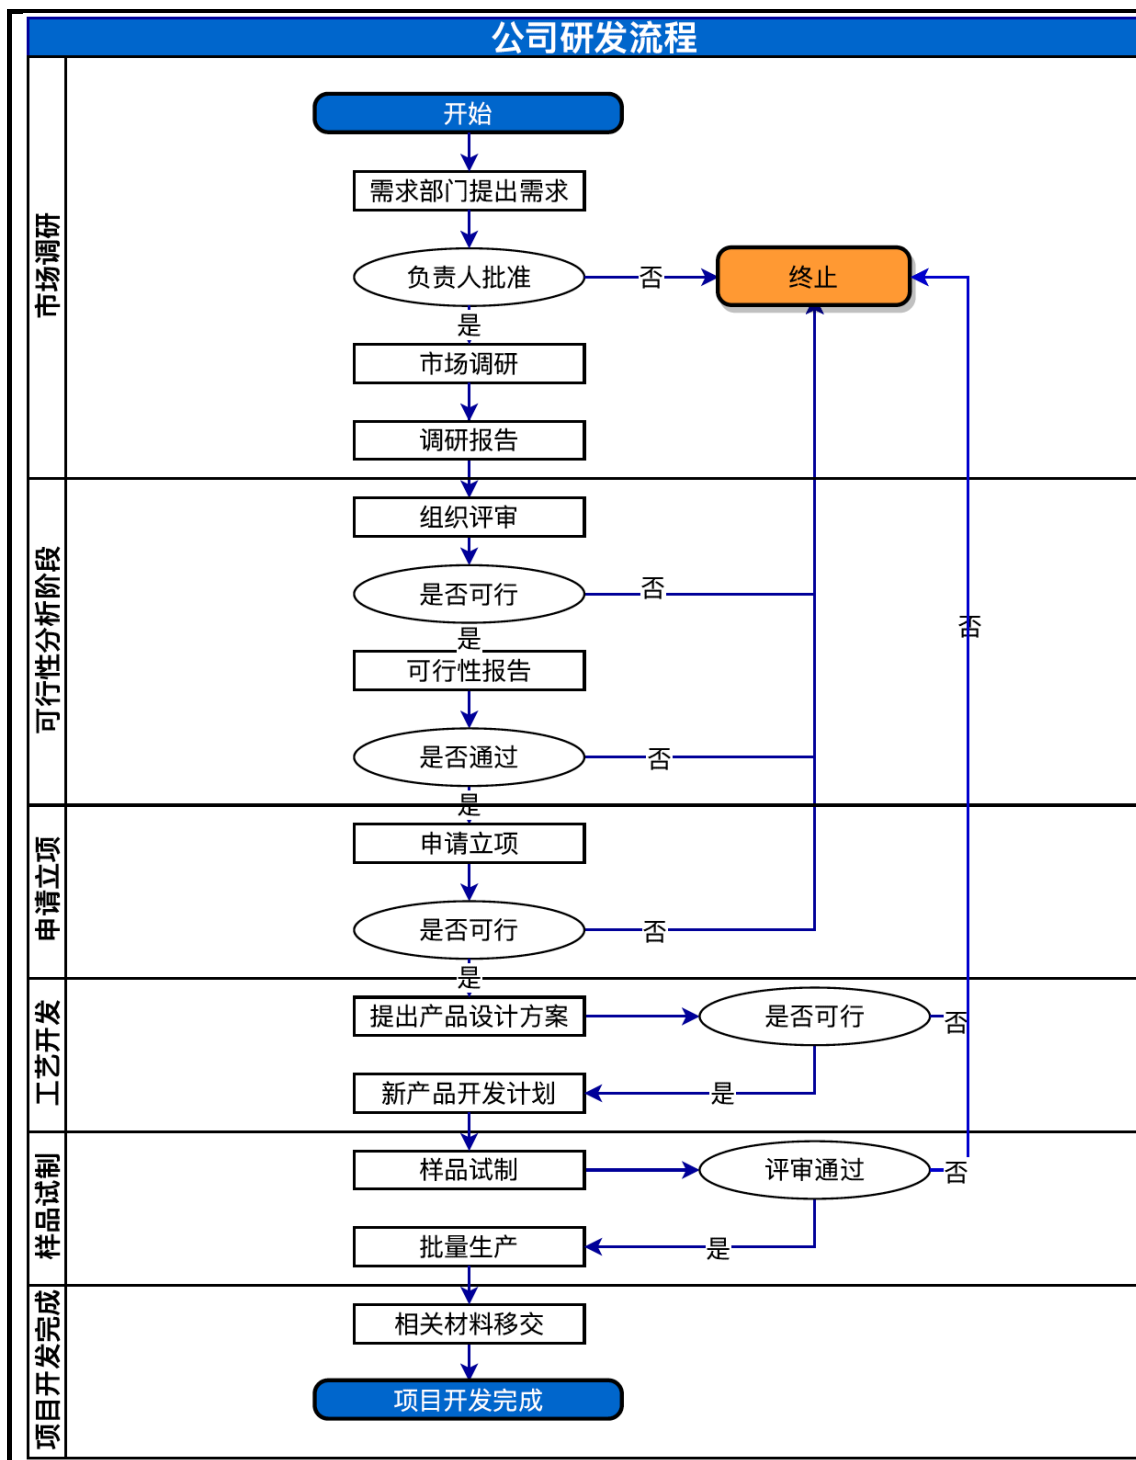 公司研发流程
市场调研
开始
需求部门提出需求
负责人批准
否
终止
是
市场调研
调研报告
可行性分析阶段
组织评审
是否可行
否
是
可行性报告
否
是否通过
否
是
申请立项
申请立项
是否可行
否
是
工艺开发
提出产品设计方案
是否可行
否
新产品开发计划
是
样品试制
样品试制
评审通过
否
批量生产
是
项目开发完成
相关材料移交
项目开发完成